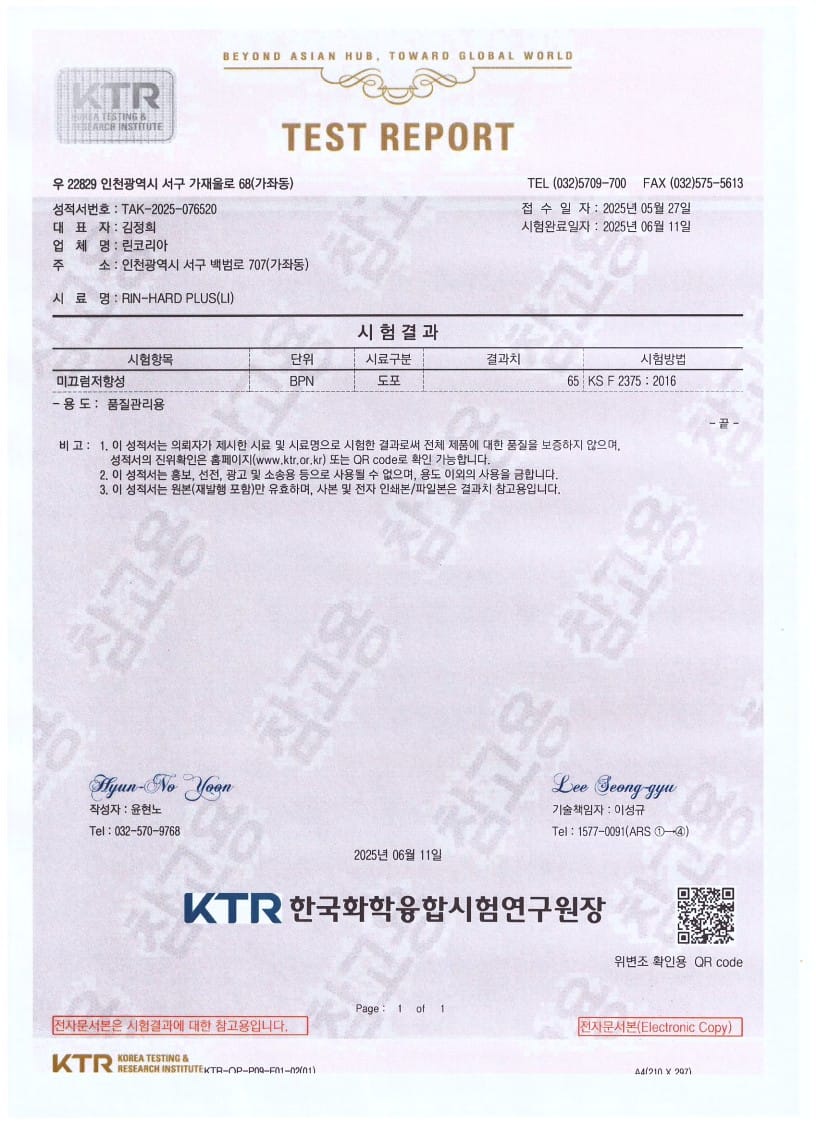 BEYOND ASIAN HUB, TOWARD GLOBAL WORLD
KTR
KOREA TESTING &
RESEARCH INSTITUTE
TEST REPORT
우 22829 인천광역시 서구 가재울로 68(가좌동) TEL (032)5709-700 FAX (032)575-5613
성적서번호 : TAK-2025-076520 접 수 일 자 : 2025년 05월 27일
대 표 자 : 김정희 시험완료일자 : 2025년 06월 11일
업 체 명 : 린코리아
주 소 : 인천광역시 서구 백범로 707(가좌동)
시 료 명 : RIN-HARD PLUS(LI)
시 험 결 과
시험항목 단위 시료구분 결과치 시험방법
미끄럼저항성 BPN 도포 65 KS F 2375 : 2016
- 용 도 : 품질관리용
- 끝 -
비 고 : 1. 이 성적서는 의뢰자가 제시한 시료 및 시료명으로 시험한 결과로써 전체 제품에 대한 품질을 보증하지 않으며,
성적서의 진위확인은 홈페이지(www.ktr.or.kr) 또는 QR code로 확인 가능합니다.
2. 이 성적서는 홍보, 선전, 광고 및 소송용 등으로 사용될 수 없으며, 용도 이외의 사용을 금합니다.
3. 이 성적서는 원본(재발행 포함)만 유효하며, 사본 및 전자 인쇄본/파일본은 결과치 참고용입니다.
참고용
Hyun-No Yoon Lee Seong-gyu
작성자 : 윤현노 기술책임자 : 이성규
Tel : 032-570-9768 Tel : 1577-0091(ARS ①→④)
2025년 06월 11일
KTR 한국화학융합시험연구원장
위변조 확인용 QR code
Page : 1 of 1
전자문서본은 시험결과에 대한 참고용입니다.
전자문서본(Electronic Copy)
KTR KOREA TESTING &
RESEARCH INSTITUTE KTR-QP-P09-F01-02(01) A4(210 X 297)